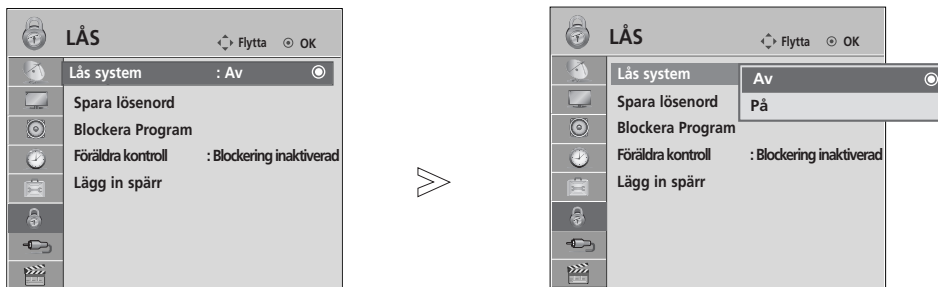 LÅS Flytta OK
Lås system : Av
Spara lösenord
Blockera Program
Föräldra kontroll : Blockering inaktiverad
Lägg in spärr
LÅS Flytta OK
Lås system Av
Spara lösenord På
Blockera Program
Föräldra kontroll : Blockering inaktiverad
Lägg in spärr